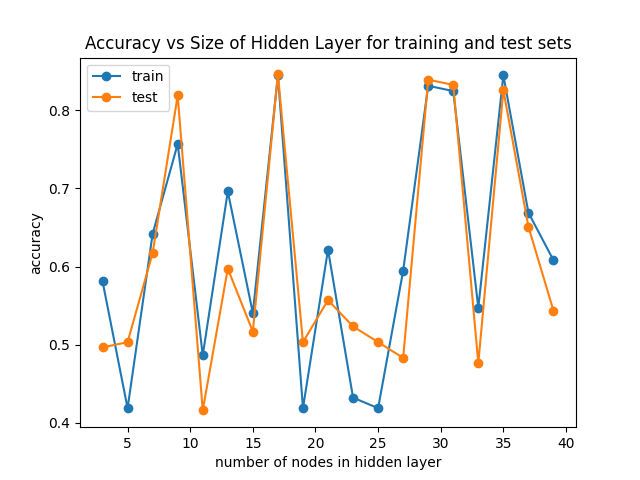 Accuracy vs Size of Hidden Layer for training and test sets
train
test
0.8
0.7
0.6
0.5
0.4
accuracy
5 10 15 20 25 30 35 40
number of nodes in hidden layer